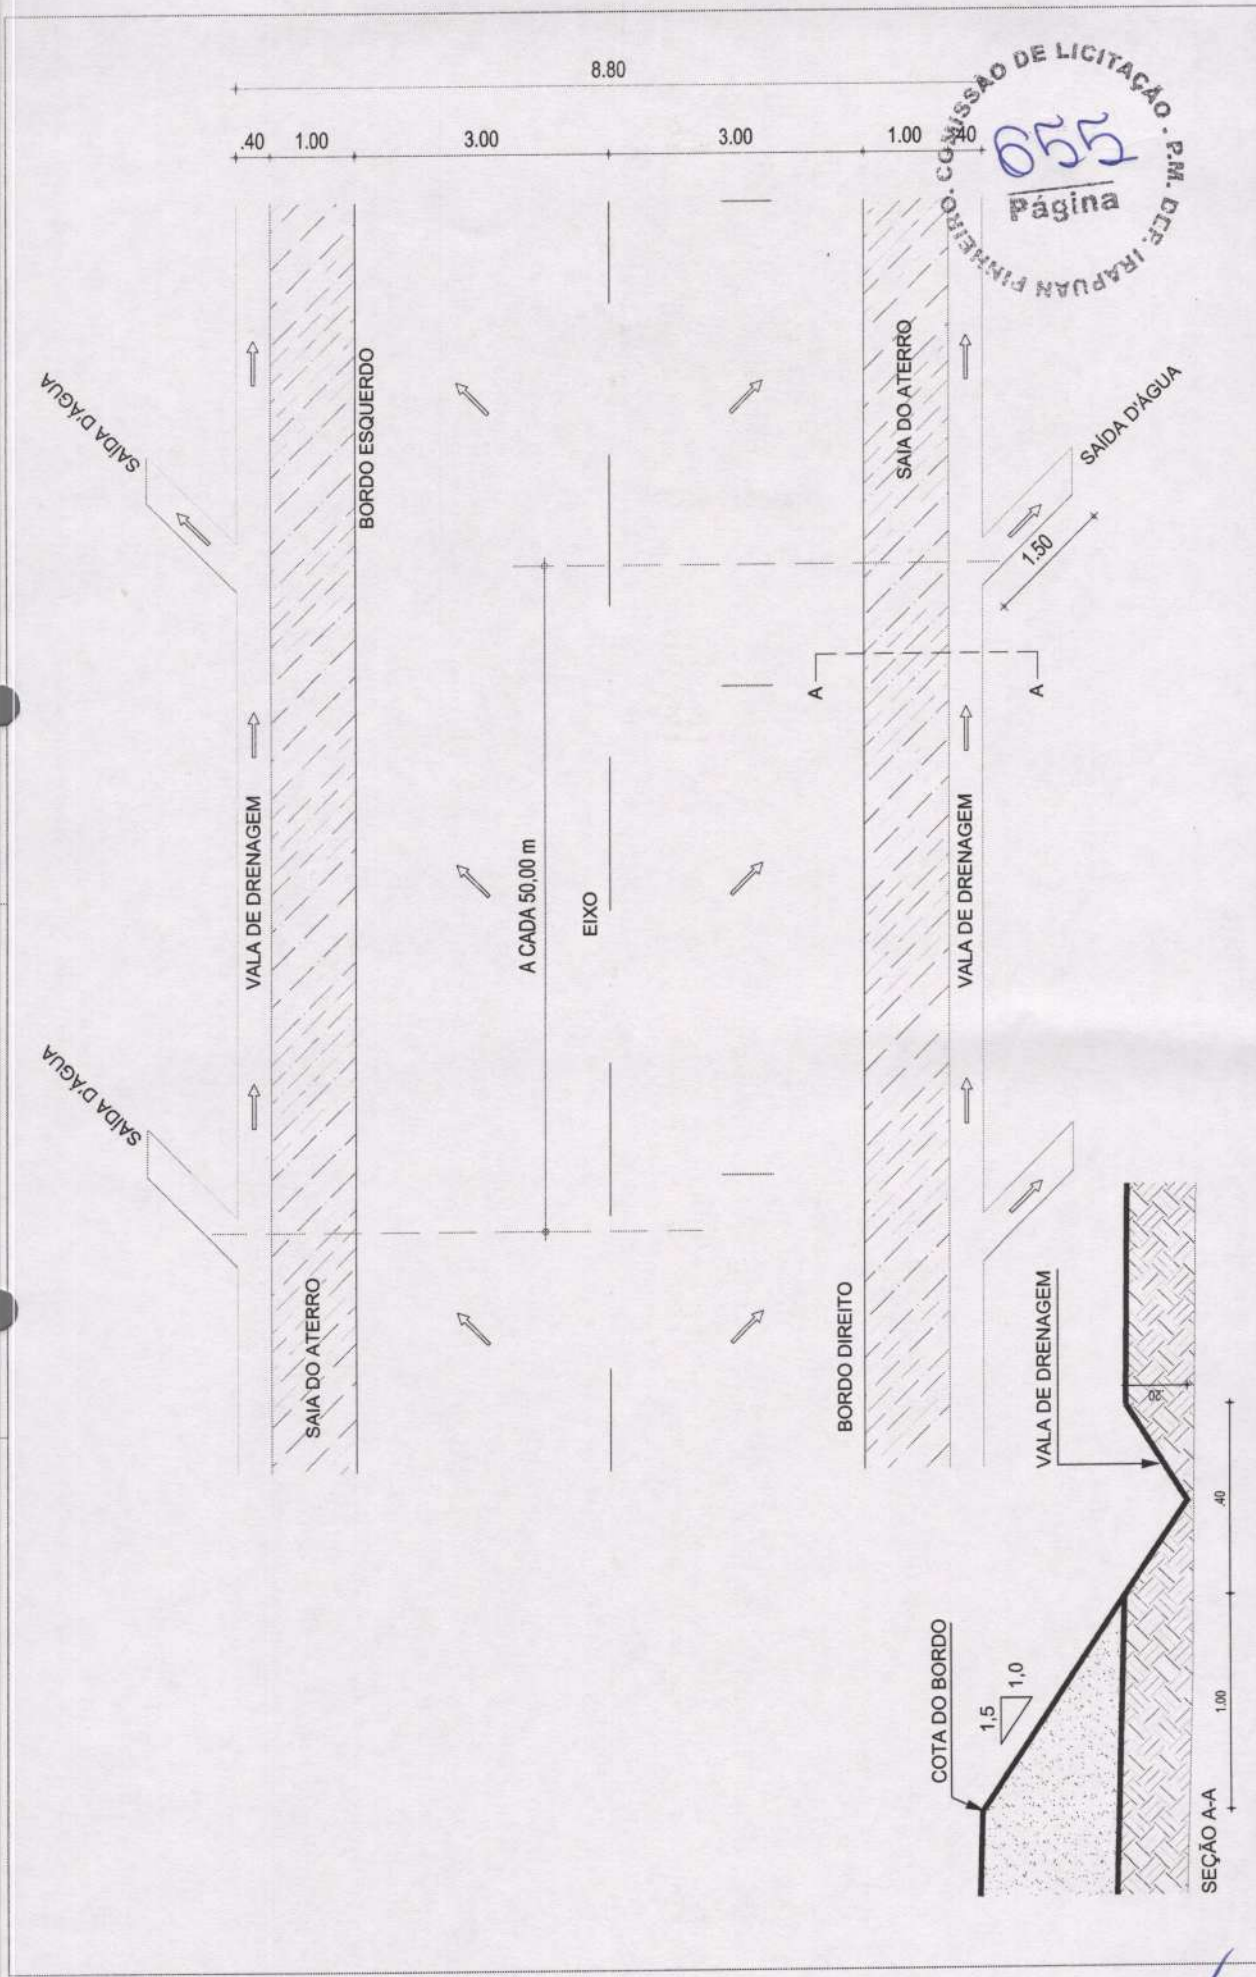 8.80
.40 1.00 3.00 3.00 1.00 .40
COMISSÃO DE LICITAÇÃO - P.M. DEP. IRAPUAN PINHEIRO.
655
Página
SAÍDA D'ÁGUA
BORDO ESQUERDO
SAIA DO ATERRO
SAÍDA D'ÁGUA
1.50
A
A
VALA DE DRENAGEM
A CADA 50,00 m
EIXO
VALA DE DRENAGEM
SAÍDA D'ÁGUA
SAIA DO ATERRO
BORDO DIREITO
VALA DE DRENAGEM
.20
.40
COTA DO BORDO
1,5
1,0
1.00
SEÇÃO A-A